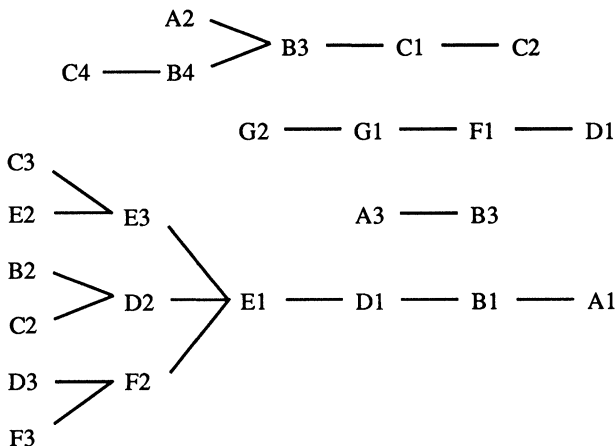 A2
B3 C1 C2
C4 B4
G2 G1 F1 D1
C3
E2 E3 A3 B3
B2
D2 E1 D1 B1 A1
C2
D3 F2
F3